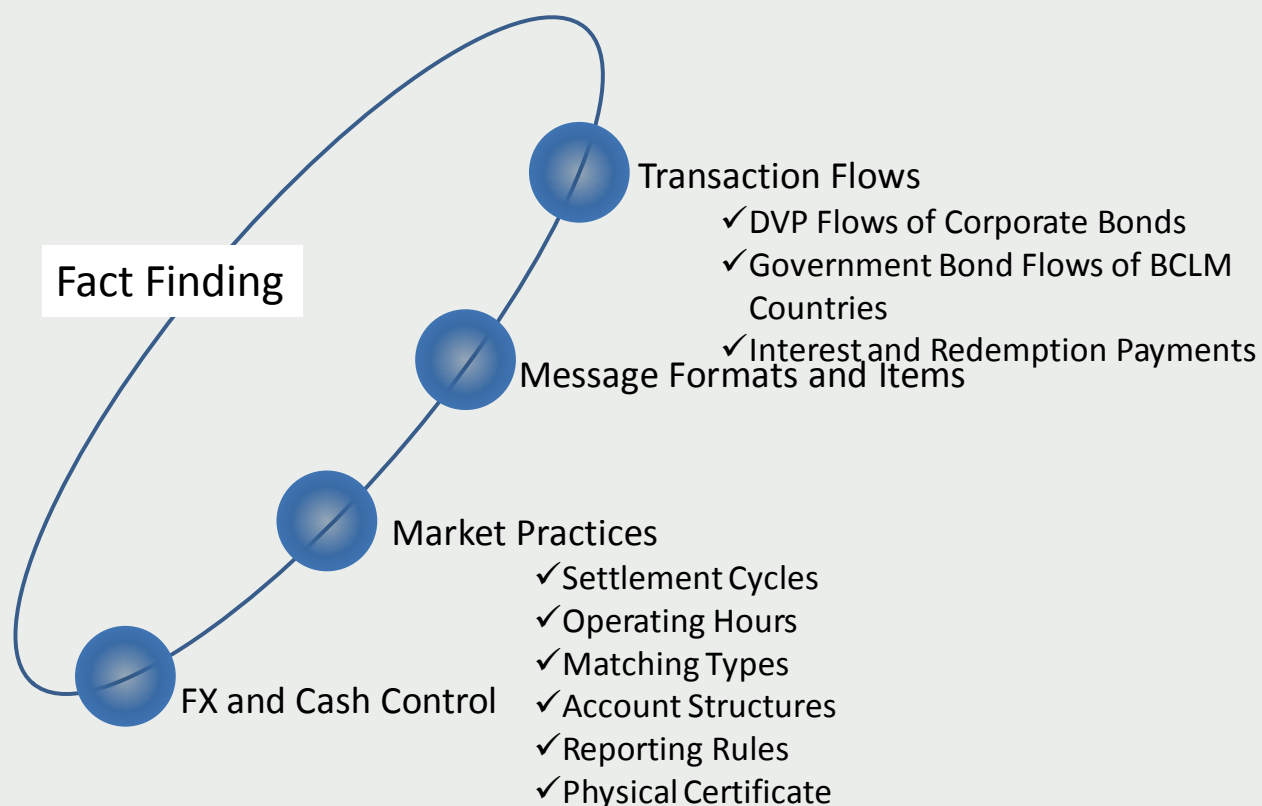 Fact Finding
Transaction Flows
✓DVP Flows of Corporate Bonds
✓Government Bond Flows of BCLM
Countries
✓Interest and Redemption Payments
Message Formats and Items
Market Practices
✓Settlement Cycles
✓Operating Hours
✓Matching Types
✓Account Structures
✓Reporting Rules
✓Physical Certificate
FX and Cash Control